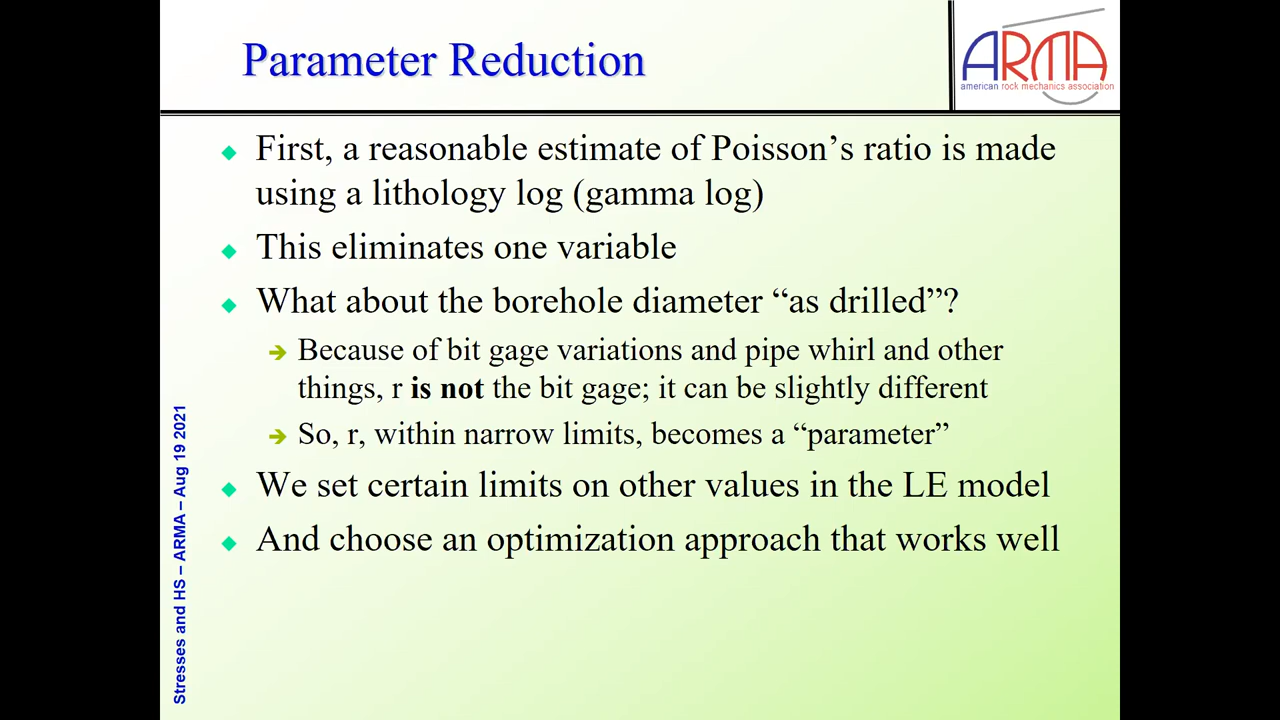 Parameter Reduction
ARMA
american rock mechanics association
First, a reasonable estimate of Poisson’s ratio is made
using a lithology log (gamma log)
This eliminates one variable
What about the borehole diameter “as drilled”?
Because of bit gage variations and pipe whirl and other
things, r is not the bit gage; it can be slightly different
So, r, within narrow limits, becomes a “parameter”
We set certain limits on other values in the LE model
And choose an optimization approach that works well
Stresses and HS – ARMA – Aug 19 2021